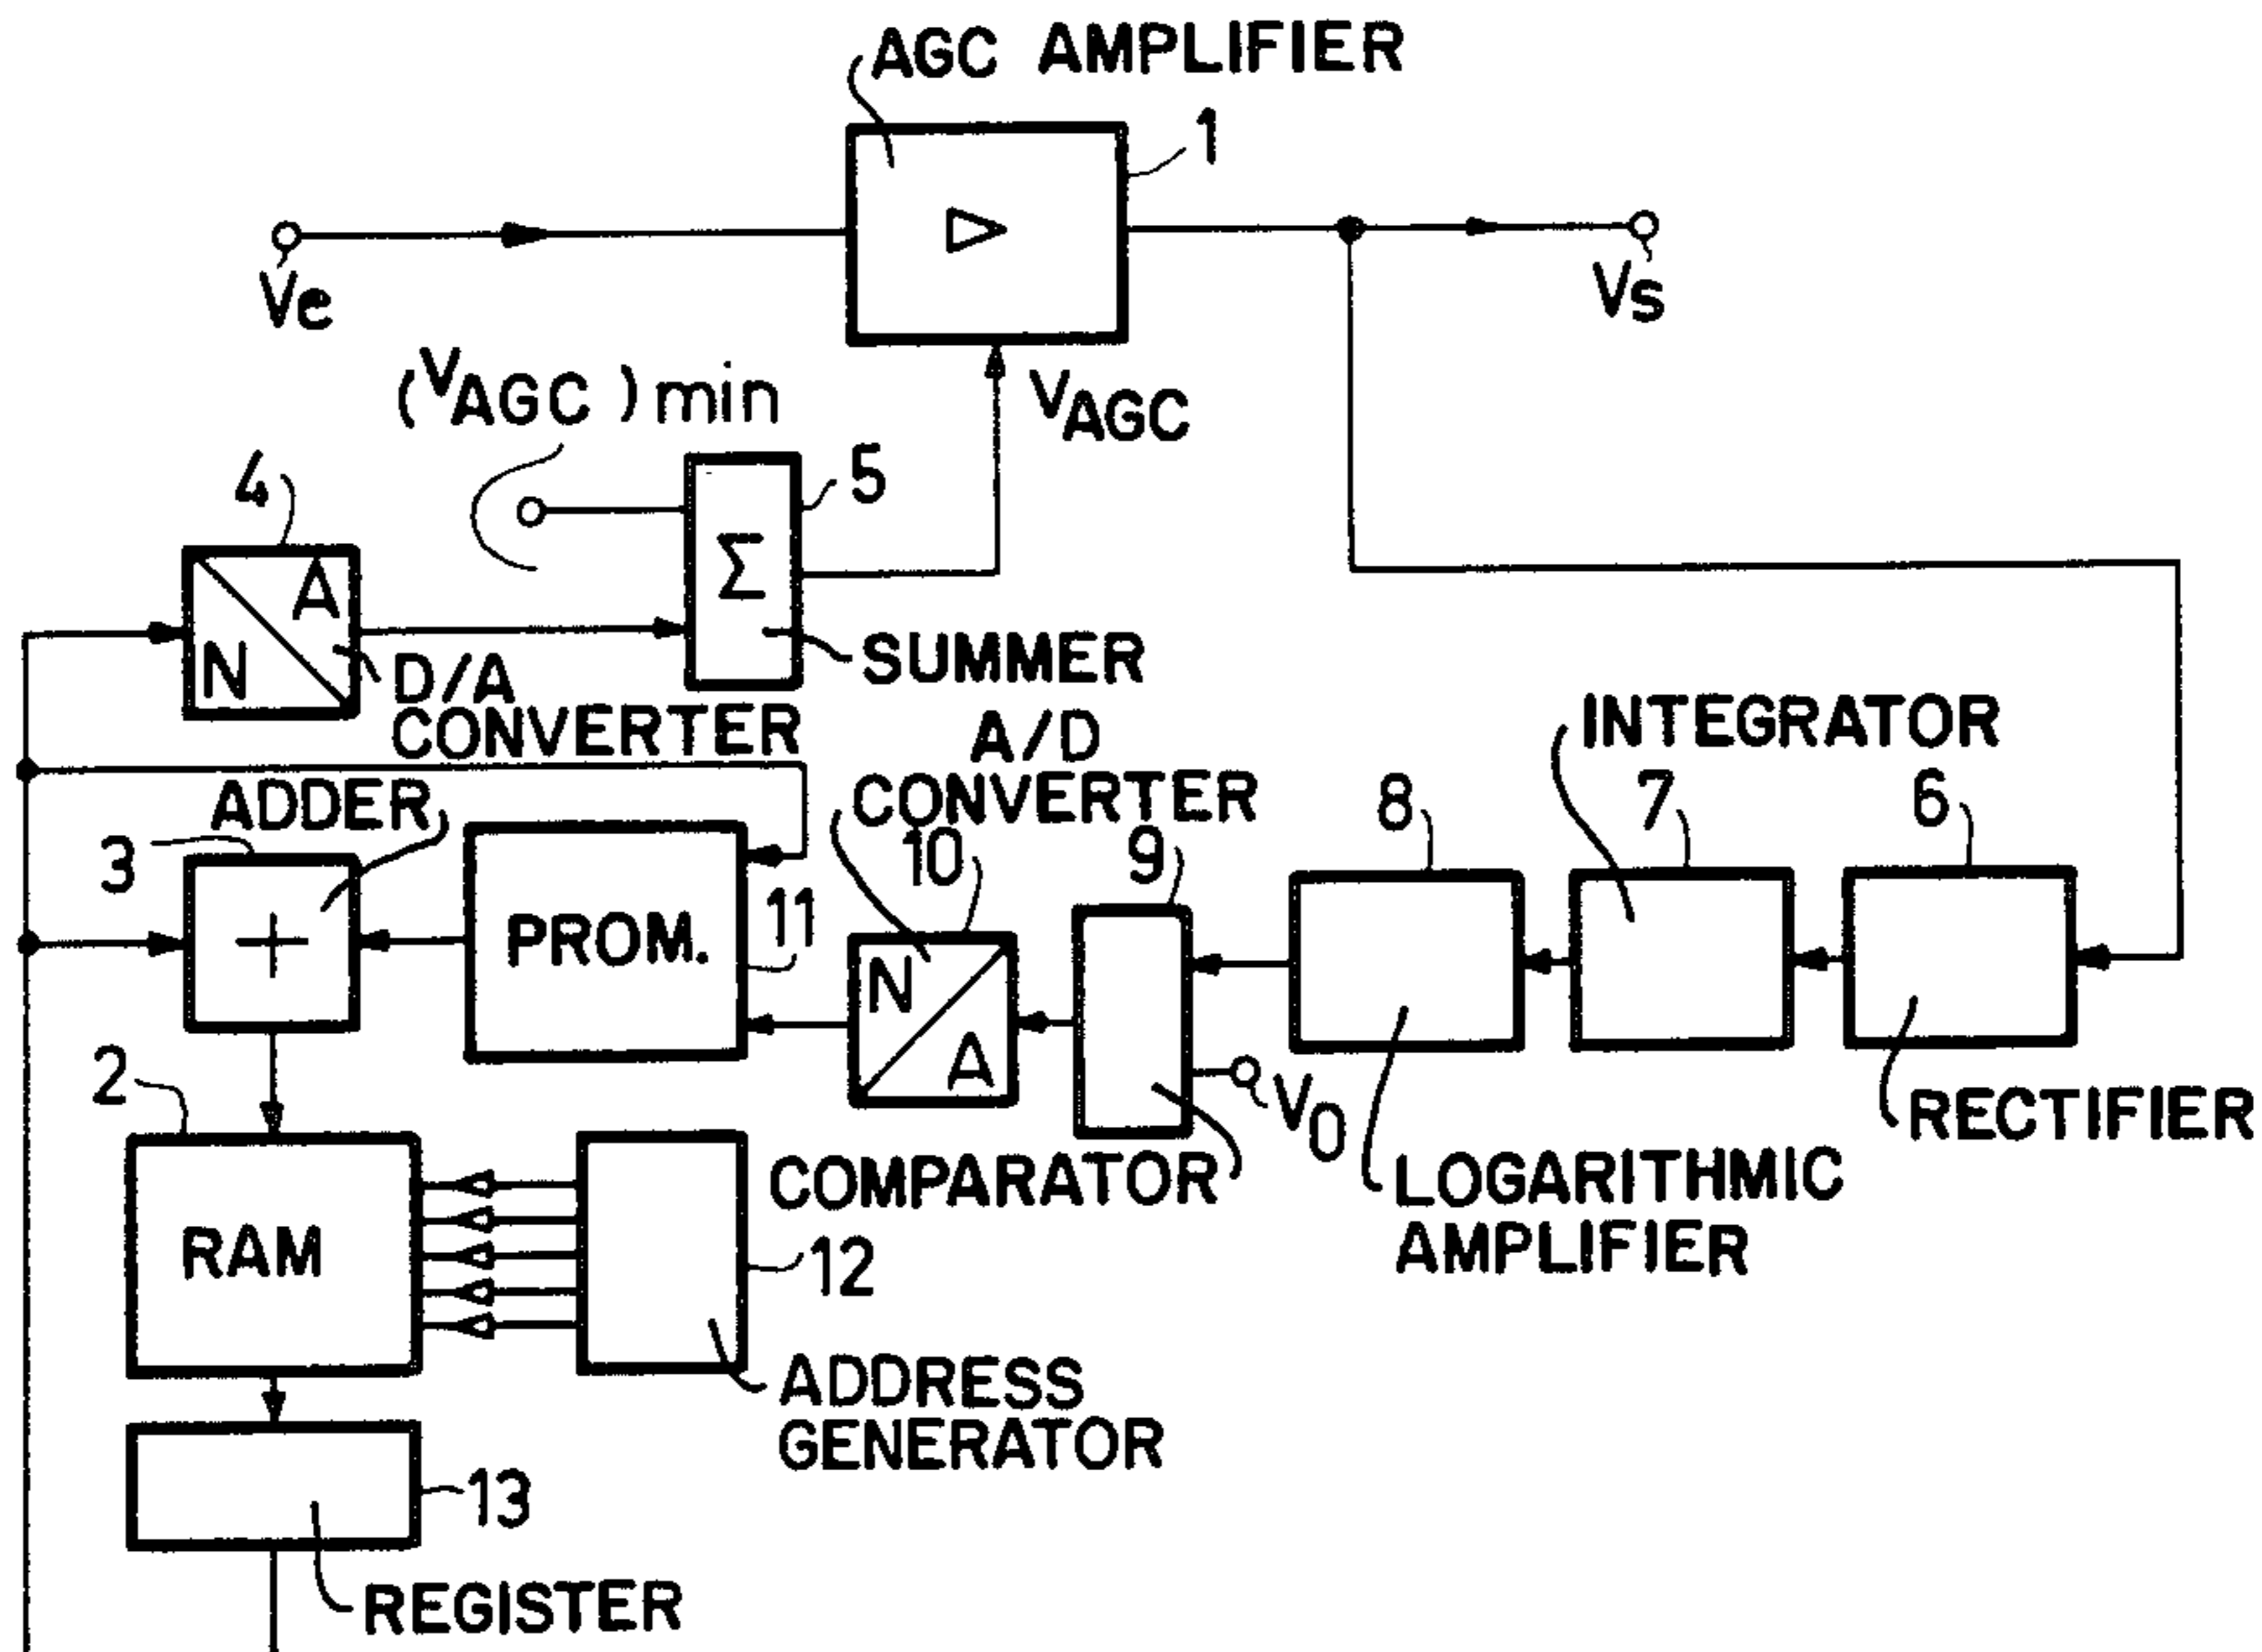 AGC AMPLIFIER
1
Ve
Vs
(VAGC)min
VAGC
4
5
Σ
A
N
D/A
CONVERTER
SUMMER
A/D
CONVERTER
INTEGRATOR
ADDER
3
10
9
8
7
6
+
PROM.
11
N
A
V0
RECTIFIER
2
COMPARATOR
LOGARITHMIC
AMPLIFIER
RAM
12
ADDRESS
GENERATOR
13
REGISTER